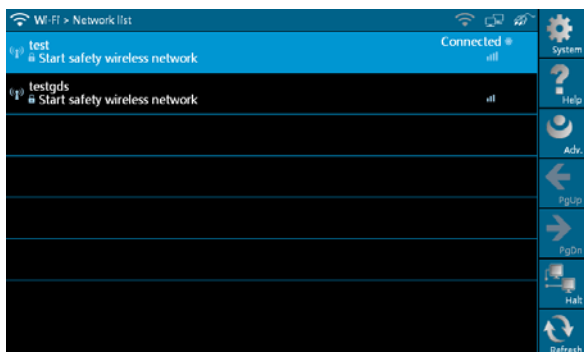 Wi-Fi > Network list
test
Connected *
Start safety wireless network
testgds
Start safety wireless network
System
Help
Adv.
PgUp
PgDn
Halt
Refresh